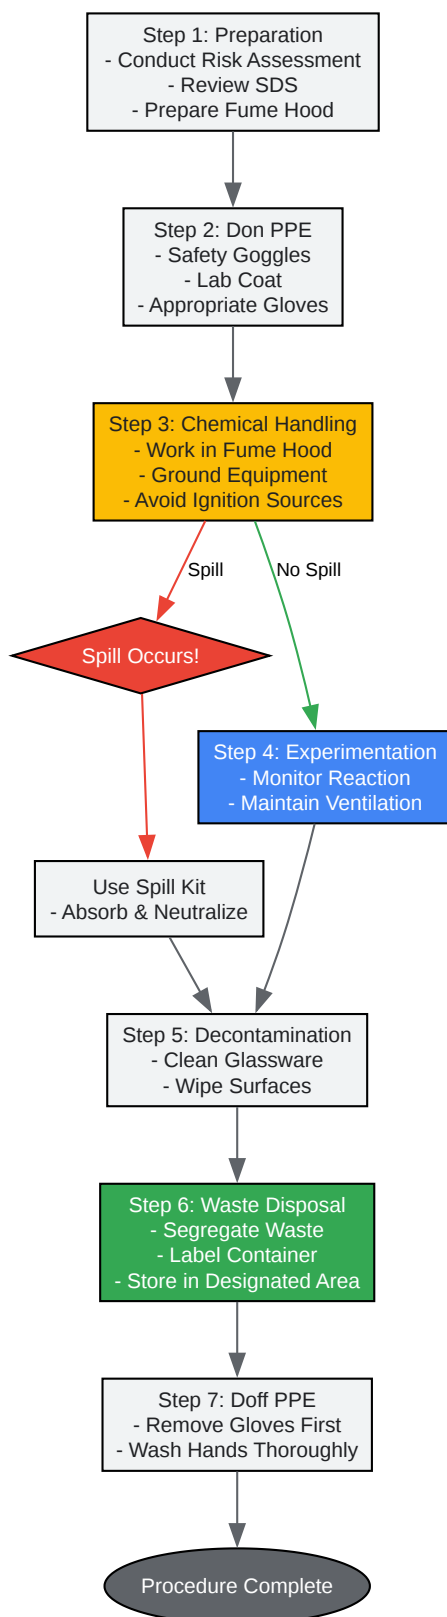 Step 1: Preparation
- Conduct Risk Assessment
- Review SDS
- Prepare Fume Hood
Step 2: Don PPE
- Safety Goggles
- Lab Coat
- Appropriate Gloves
Step 3: Chemical Handling
- Work in Fume Hood
- Ground Equipment
- Avoid Ignition Sources
Spill
No Spill
Spill Occurs!
Step 4: Experimentation
- Monitor Reaction
- Maintain Ventilation
Use Spill Kit
- Absorb & Neutralize
Step 5: Decontamination
- Clean Glassware
- Wipe Surfaces
Step 6: Waste Disposal
- Segregate Waste
- Label Container
- Store in Designated Area
Step 7: Doff PPE
- Remove Gloves First
- Wash Hands Thoroughly
Procedure Complete